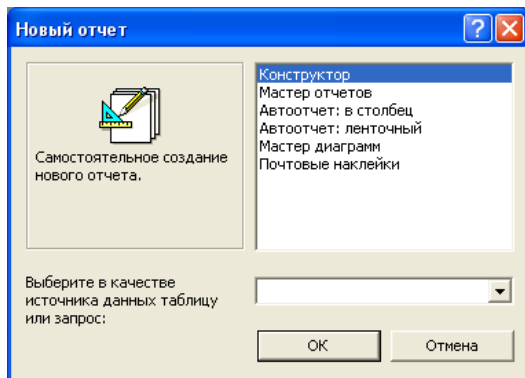 Новый отчет
Самостоятельное создание
нового отчета.
Конструктор
Мастер отчетов
Автоотчет: в столбец
Автоотчет: ленточный
Мастер диаграмм
Почтовые наклейки
Выберите в качестве
источника данных таблицу
или запрос:
ОК
Отмена